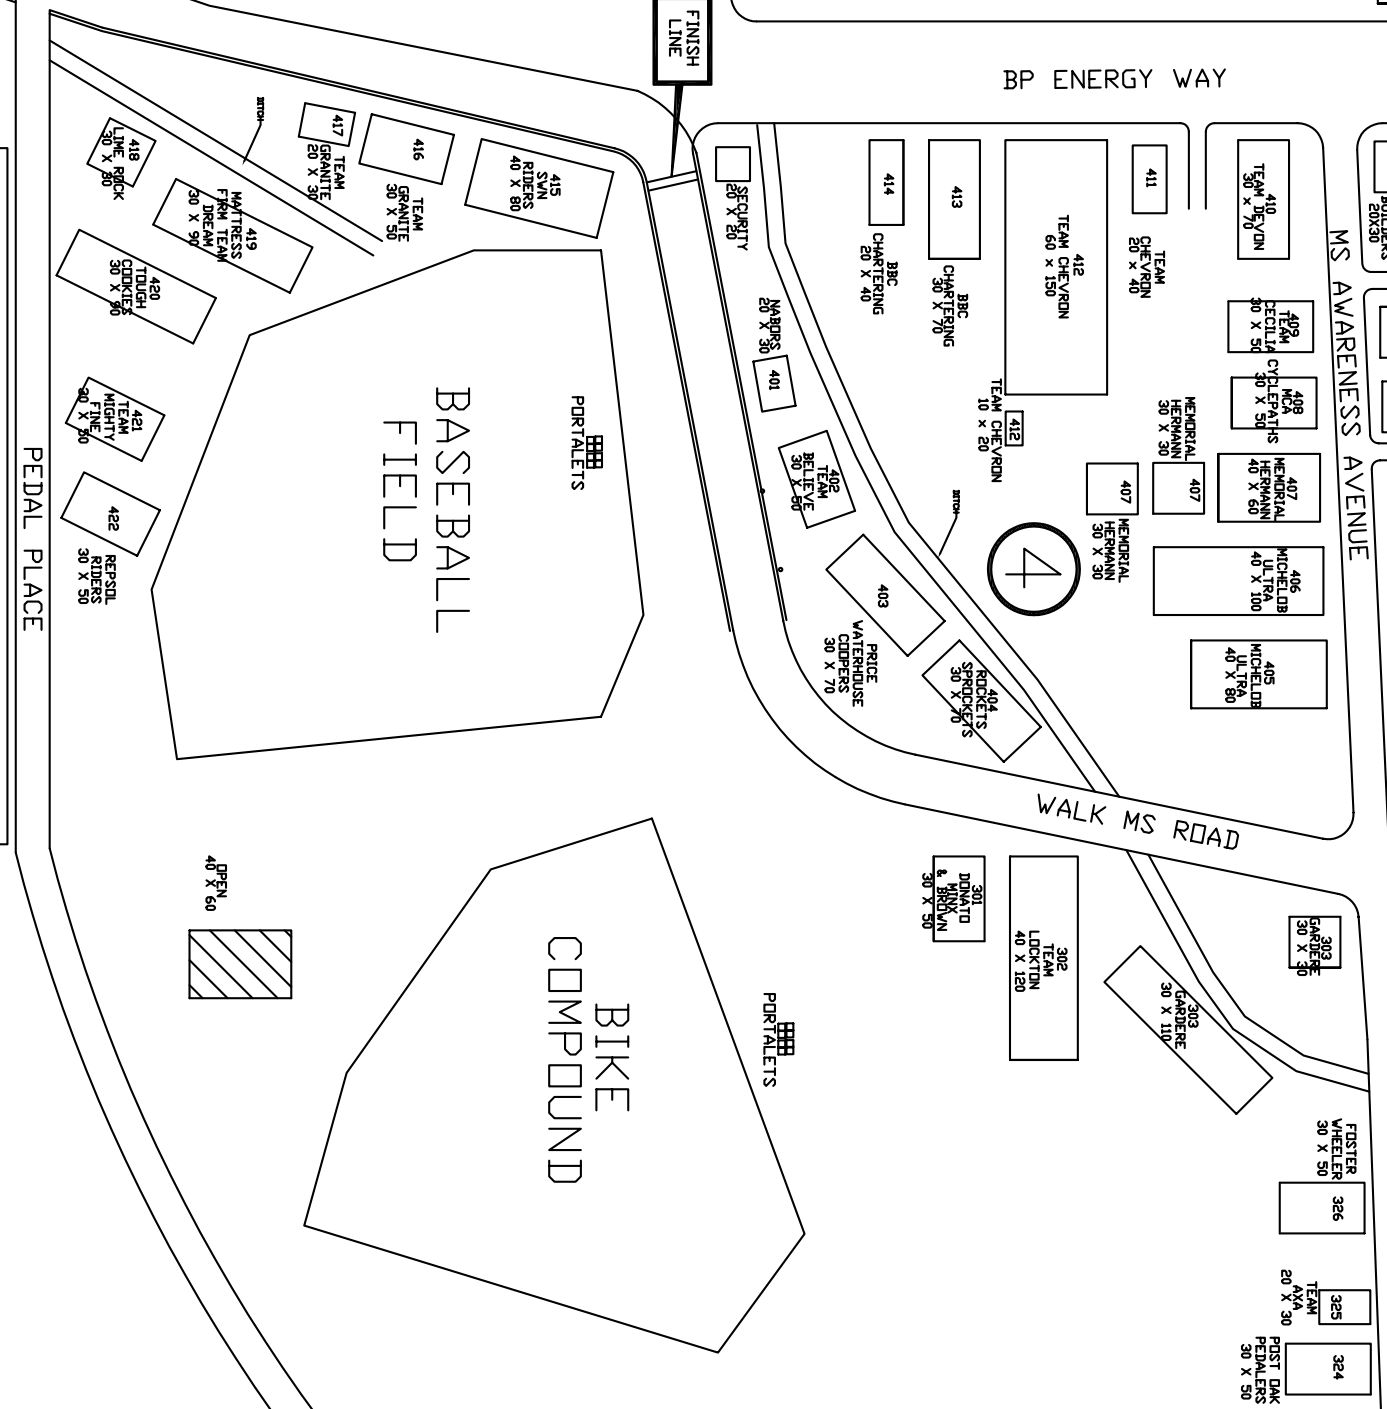 FINISH
LINE
BP ENERGY WAY
MS AWARENESS AVENUE
BUILDERS
20X30
410
TEAM DEVON
30 x 70
411
TEAM
CHEVRON
20 x 40
412
TEAM CHEVRON
60 x 150
413
BBC
CHARTERING
30 X 70
414
BBC
CHARTERING
20 X 40
SECURITY
20 X 20
409
TEAM
CECILIA
30 X 50
408
MCA
CYCLEPATHS
30 X 50
407
MEMORIAL
HERMANN
40 X 60
407
MEMORIAL
HERMANN
30 X 30
407
MEMORIAL
HERMANN
30 X 30
412
TEAM CHEVRON
10 x 20
406
MICHELOB
ULTRA
40 X 100
405
MICHELOB
ULTRA
40 X 80
4
DITCH
NABORS
20 X 30
401
402
TEAM
BELIEVE
30 X 50
403
PRICE
WATERHOUSE
COOPERS
30 X 70
404
ROCKETS
SPROCKETS
30 X 70
WALK MS ROAD
415
SWN
RIDERS
40 X 80
416
TEAM
GRANITE
30 X 50
417
TEAM
GRANITE
20 X 30
DITCH
418
LIME ROCK
30 X 30
419
MATTRESS
FIRM TEAM
DREAM
30 X 90
420
TOUGH
COOKIES
30 X 90
421
TEAM
MIGHTY
FINE
30 X 50
422
REPSOL
RIDERS
30 X 50
PORTALETS
BASEBALL
FIELD
PEDAL PLACE
OPEN
40 X 60
BIKE
COMPOUND
PORTALETS
301
DONATO
MINX
& BROWN
30 X 50
302
TEAM
LOCKTON
40 X 120
303
GARDERE
30 X 30
303
GARDERE
30 X 110
FOSTER
WHEELER
30 X 50
326
TEAM
AXA
20 X 30
325
POST OAK
PEDALERS
30 X 50
324